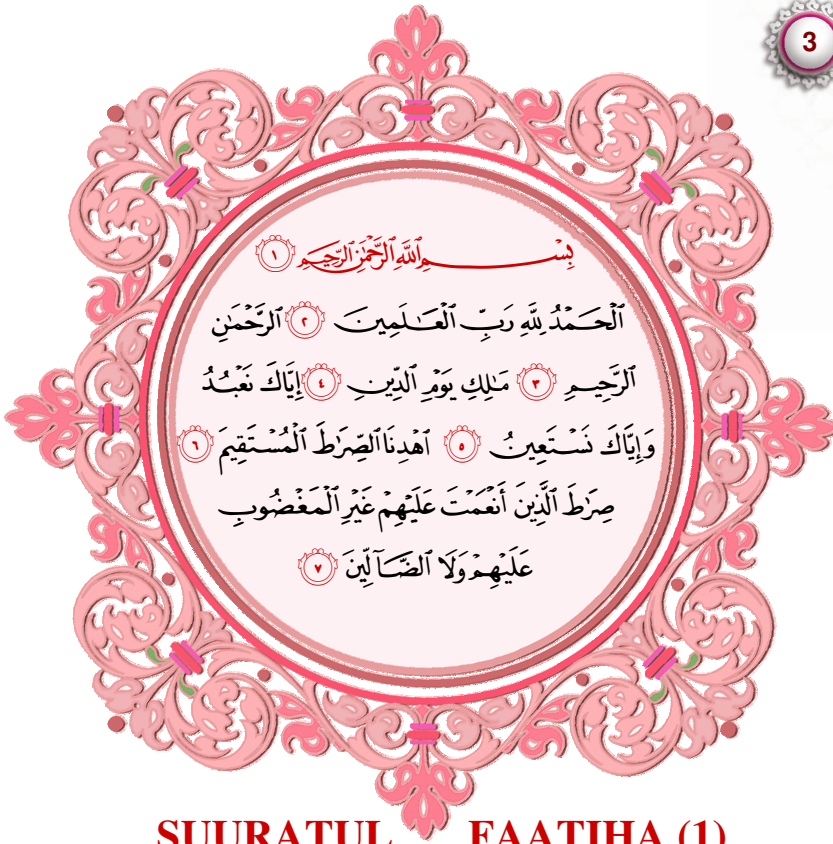 3
بِسْمِ ٱللَّهِ ٱلرَّحْمَٰنِ ٱلرَّحِيمِ ١
ٱلْحَمْدُ لِلَّهِ رَبِّ ٱلْعَٰلَمِينَ ٢ ٱلرَّحْمَٰنِ
ٱلرَّحِيمِ ٣ مَٰلِكِ يَوْمِ ٱلدِّينِ ٤ إِيَّاكَ نَعْبُدُ
وَإِيَّاكَ نَسْتَعِينُ ٥ ٱهْدِنَا ٱلصِّرَٰطَ ٱلْمُسْتَقِيمَ ٦
صِرَٰطَ ٱلَّذِينَ أَنْعَمْتَ عَلَيْهِمْ غَيْرِ ٱلْمَغْضُوبِ
عَلَيْهِمْ وَلَا ٱلضَّآلِّينَ ٧
SUURATUL FAATIHA (1)